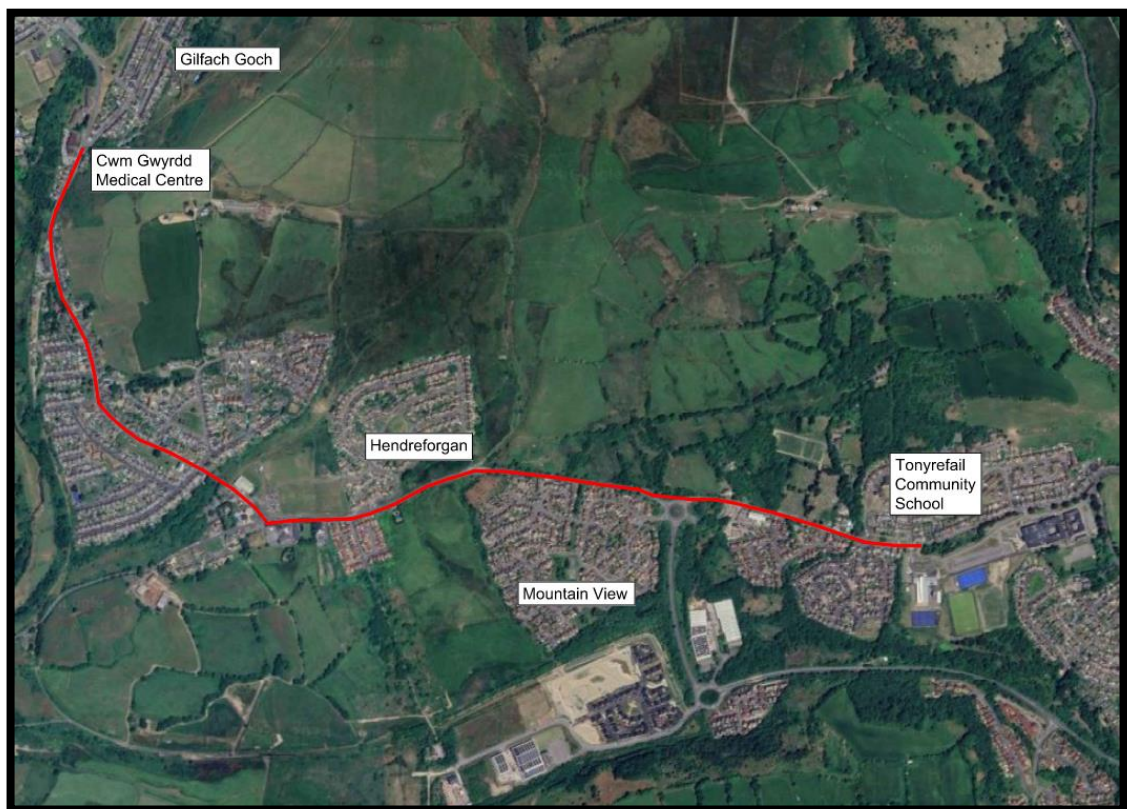 Gilfach Goch
Cwm Gwyrdd
Medical Centre
Hendreforgan
Tonyrefail
Community
School
Mountain View